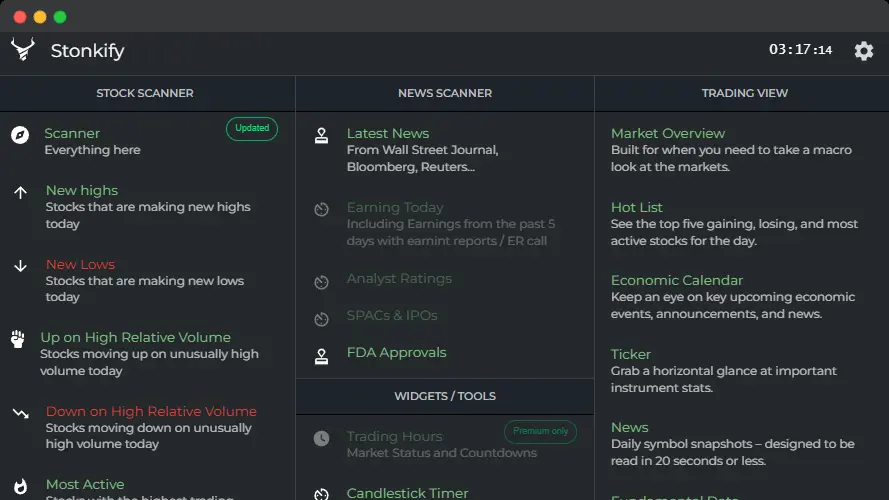 Stonkify
03:17:14
STOCK SCANNER
Scanner
Updated
Everything here
New highs
Stocks that are making new highs
today
New Lows
Stocks that are making new lows
today
Up on High Relative Volume
Stocks moving up on unusually high
volume today
Down on High Relative Volume
Stocks moving down on unusually
high volume today
Most Active
Stocks with the highest trading
NEWS SCANNER
Latest News
From Wall Street Journal,
Bloomberg, Reuters...
Earning Today
Including Earnings from the past 5
days with earnint reports / ER call
Analyst Ratings
SPACs & IPOs
FDA Approvals
WIDGETS / TOOLS
Trading Hours
Premium only
Market Status and Countdowns
Candlestick Timer
TRADING VIEW
Market Overview
Built for when you need to take a macro
look at the markets.
Hot List
See the top five gaining, losing, and most
active stocks for the day.
Economic Calendar
Keep an eye on key upcoming economic
events, announcements, and news.
Ticker
Grab a horizontal glance at important
instrument stats.
News
Daily symbol snapshots – designed to be
read in 20 seconds or less.
Fundamental Data